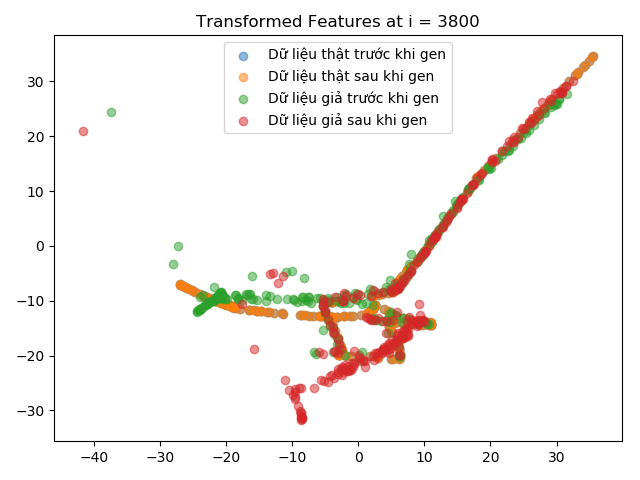 Transformed Features at i = 3800
Dữ liệu thật trước khi gen
Dữ liệu thật sau khi gen
Dữ liệu giả trước khi gen
Dữ liệu giả sau khi gen
30
20
10
0
−10
−20
−30
−40 −30 −20 −10 0 10 20 30